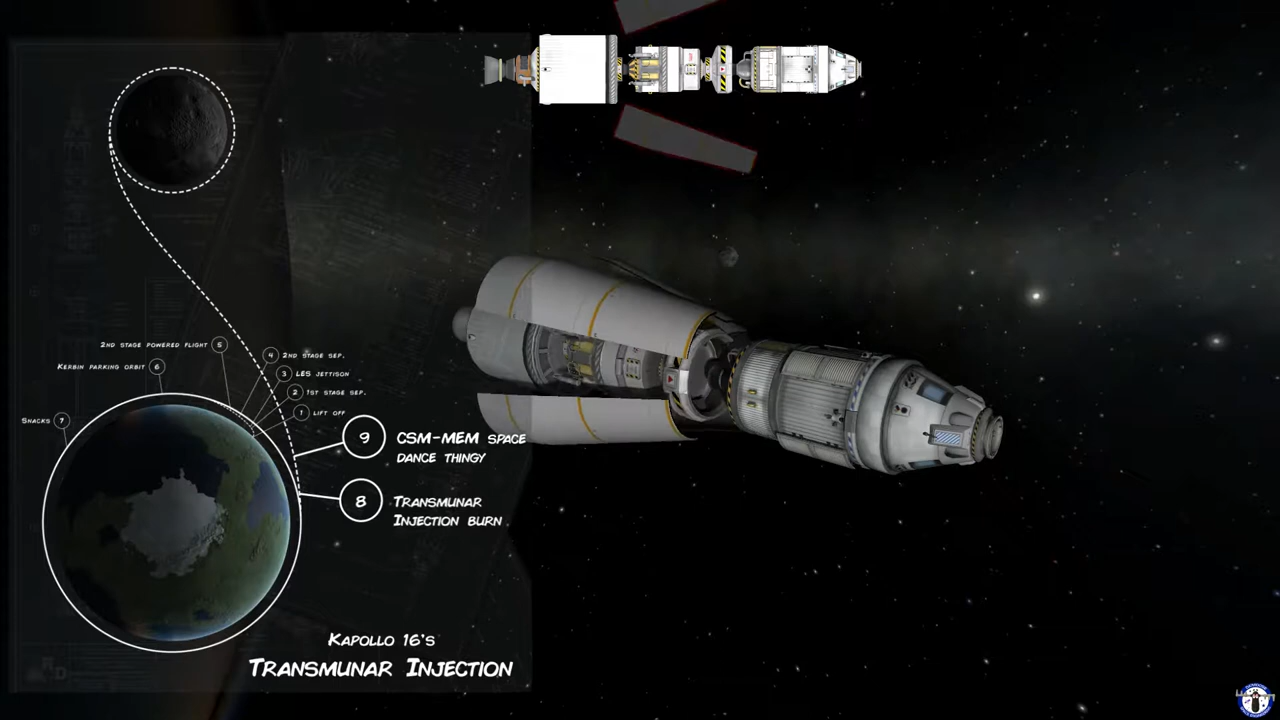 2nd stage powered flight 5
4 2nd stage sep.
Kerbin parking orbit 6
3 LES jettison
2 1st stage sep.
1 Lift off
Snacks 7
9 CSM-MEM space
dance thingy
8 Transmunar
Injection burn
Kapollo 16's
Transmunar Injection